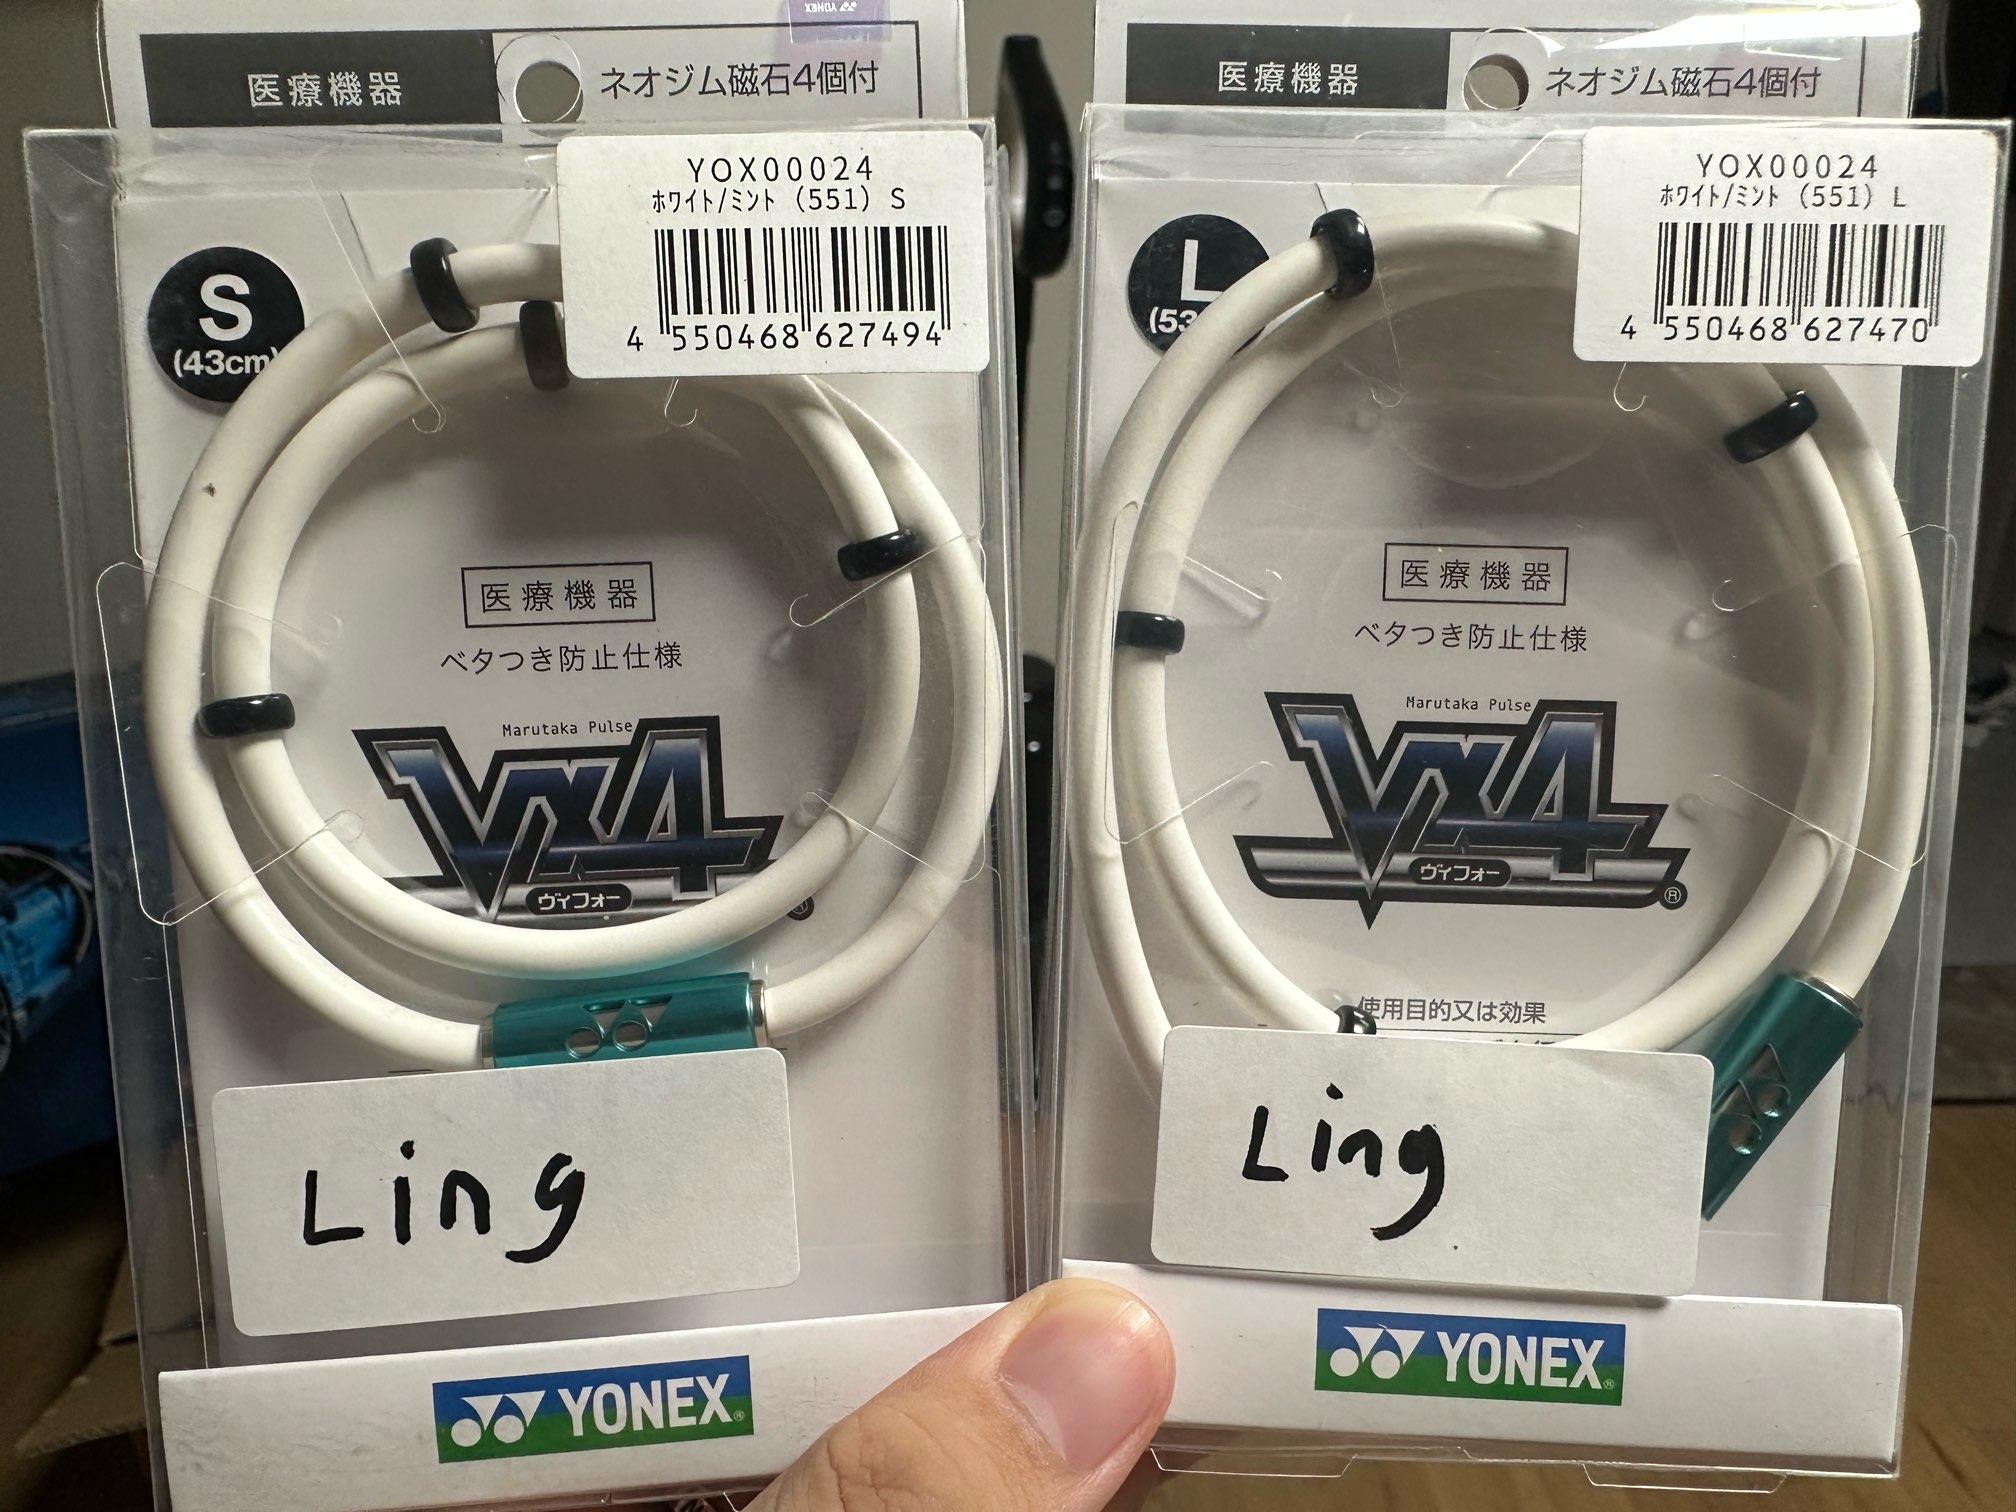 医療機器
ネオジム磁石4個付
YOX00024
ホワイト/ミント (551) S
4 550468 627494
S
(43cm)
医療機器
ベタつき防止仕様
Marutaka Pulse
V4
ヴィフォー
Ling
YONEX
医療機器
ネオジム磁石4個付
YOX00024
ホワイト/ミント (551) L
4 550468 627470
L
(53
医療機器
ベタつき防止仕様
Marutaka Pulse
V4
ヴィフォー
使用目的又は効果
Ling
YONEX